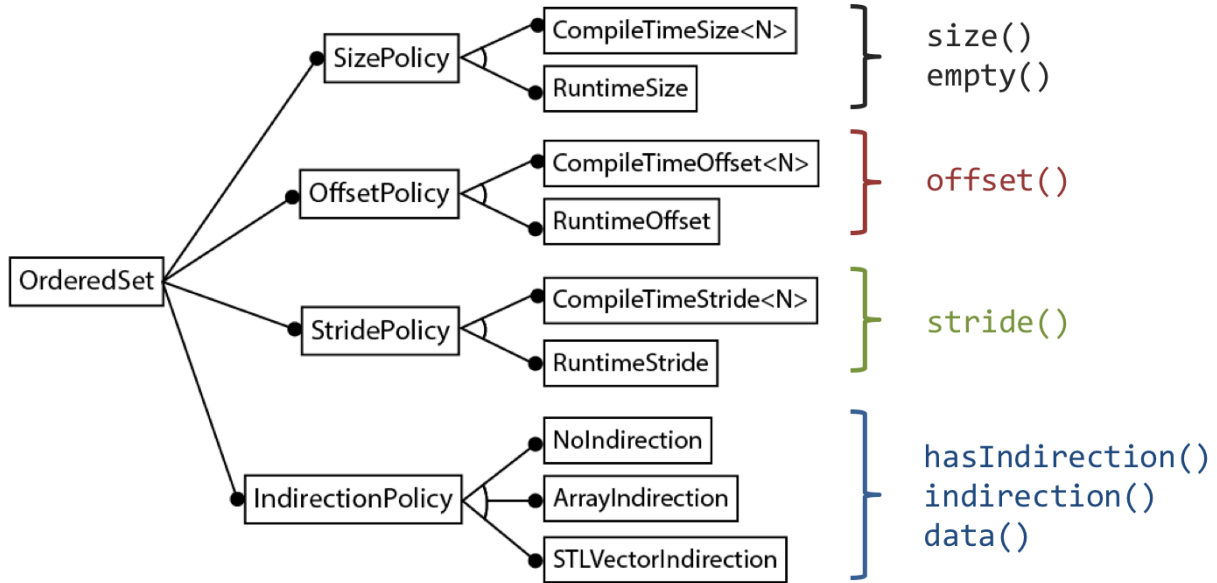 OrderedSet
SizePolicy
CompileTimeSize<N>
RuntimeSize
size()
empty()
OffsetPolicy
CompileTimeOffset<N>
RuntimeOffset
offset()
StridePolicy
CompileTimeStride<N>
RuntimeStride
stride()
IndirectionPolicy
NoIndirection
ArrayIndirection
STLVectorIndirection
hasIndirection()
indirection()
data()